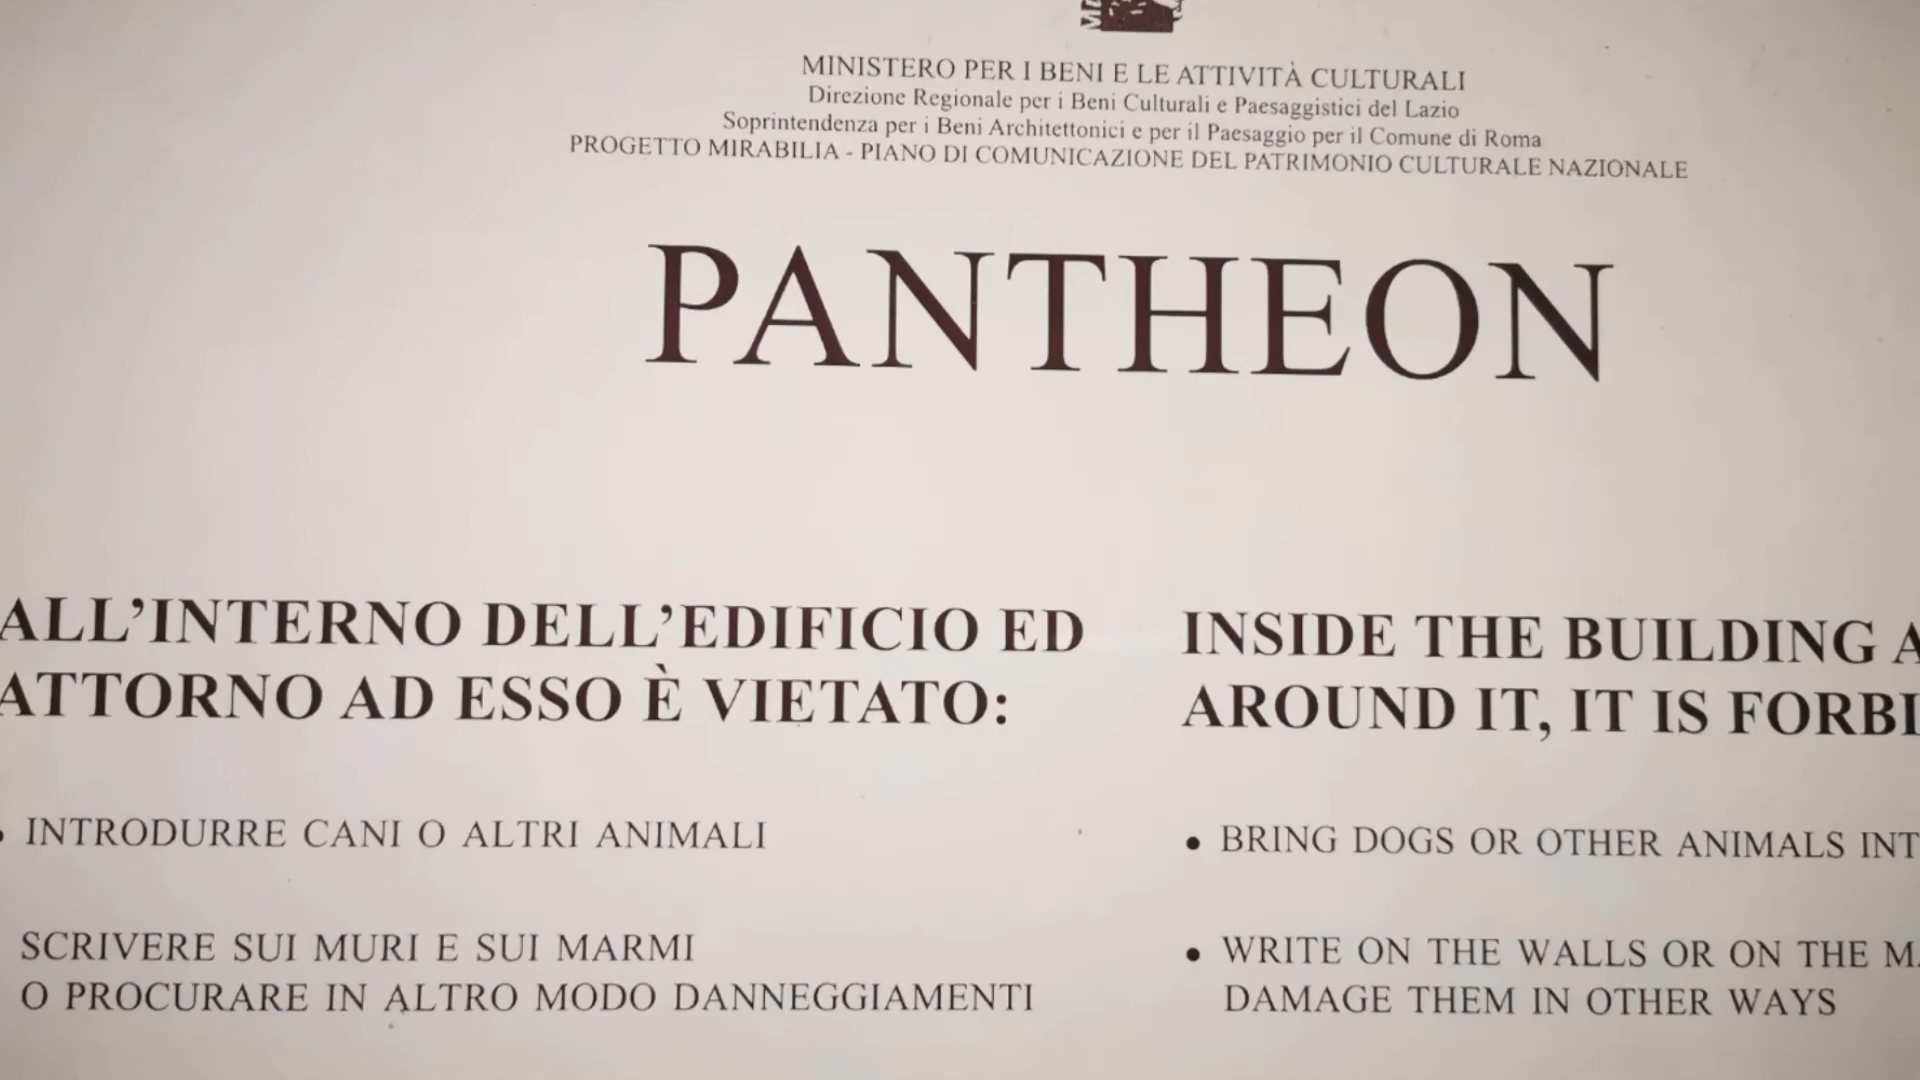 MINISTERO PER I BENI E LE ATTIVITÀ CULTURALI
Direzione Regionale per i Beni Culturali e Paesaggistici del Lazio
Soprintendenza per i Beni Architettonici e per il Paesaggio per il Comune di Roma
PROGETTO MIRABILIA - PIANO DI COMUNICAZIONE DEL PATRIMONIO CULTURALE NAZIONALE
PANTHEON
ALL'INTERNO DELL'EDIFICIO ED
ATTORNO AD ESSO È VIETATO:
• INTRODURRE CANI O ALTRI ANIMALI
SCRIVERE SUI MURI E SUI MARMI
O PROCURARE IN ALTRO MODO DANNEGGIAMENTI
INSIDE THE BUILDING
AROUND IT, IT IS
• BRING DOGS OR OTHER ANIMALS
• WRITE ON THE WALLS OR ON THE
DAMAGE THEM IN OTHER WAYS